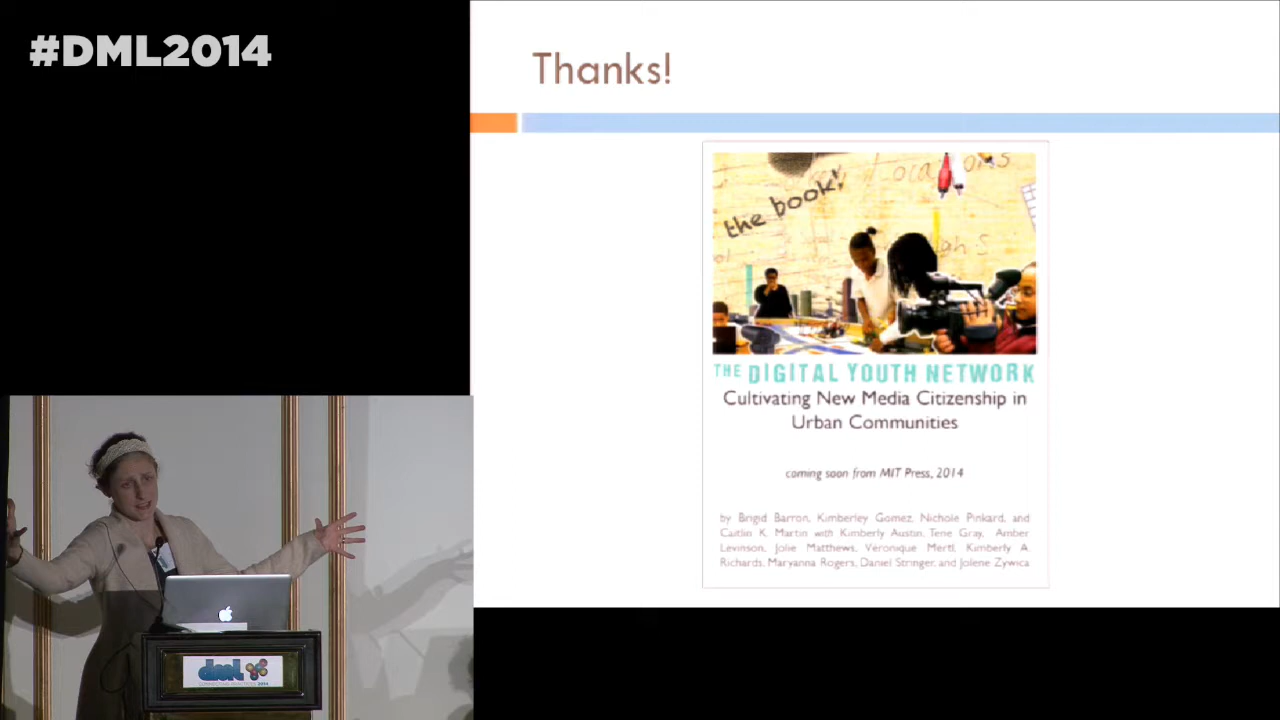 #DML2014
Thanks!
the book!
THE DIGITAL YOUTH NETWORK
Cultivating New Media Citizenship in
Urban Communities
coming soon from MIT Press, 2014
by Brigid Barron, Kimberley Gomez, Nichole Pinkard, and
Caitlin K. Martin with Kimberly Austin, Tene Gray, Amber
Levinson, Jolie Matthews, Veronique Mertl, Kimberly A.
Richards, Maryanna Rogers, Daniel Stringer, and Jolene Zywica
dml
2014